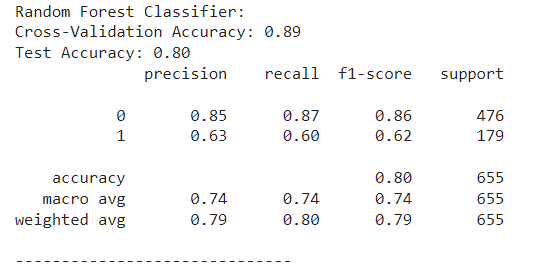 Random Forest Classifier:
Cross-Validation Accuracy: 0.89
Test Accuracy: 0.80
precision recall f1-score support
0 0.85 0.87 0.86 476
1 0.63 0.60 0.62 179
accuracy 0.80 655
macro avg 0.74 0.74 0.74 655
weighted avg 0.79 0.80 0.79 655
------------------------------